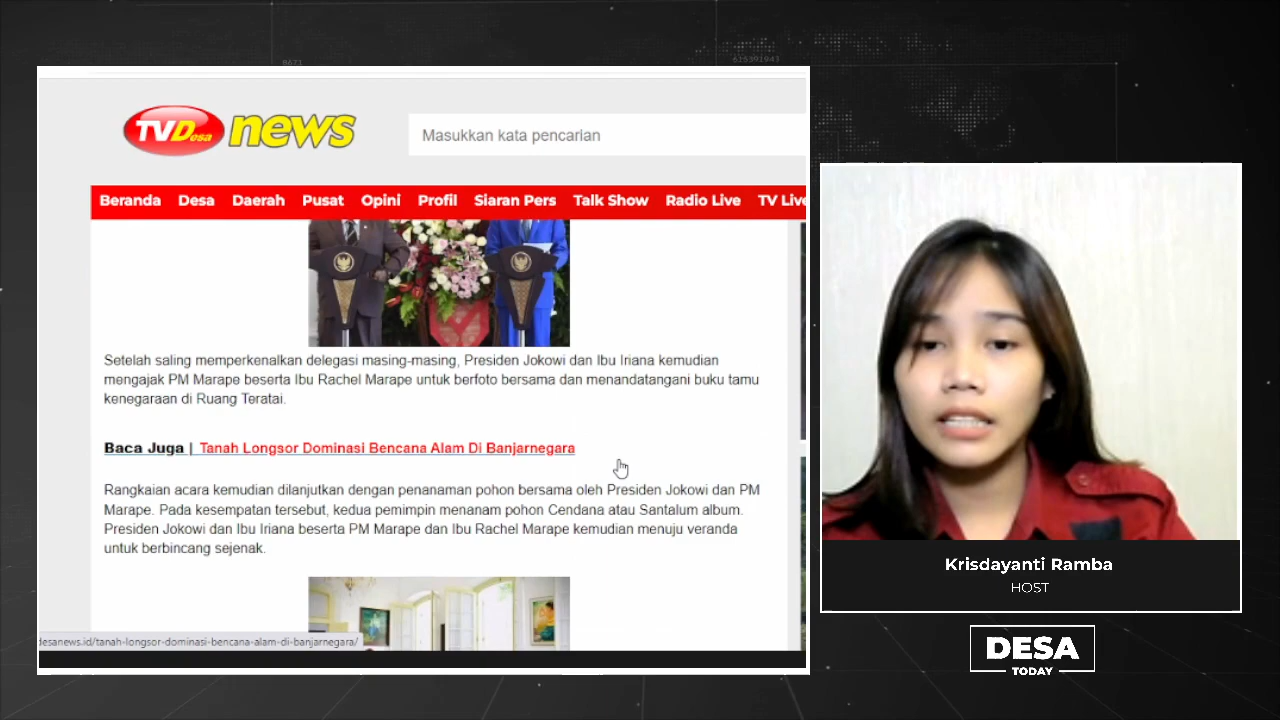 8671
615391943
TVDesa news
Masukkan kata pencarian
Beranda Desa Daerah Pusat Opini Profil Siaran Pers Talk Show Radio Live TV Live
Setelah saling memperkenalkan delegasi masing-masing, Presiden Jokowi dan Ibu Iriana kemudian
mengajak PM Marape beserta Ibu Rachel Marape untuk berfoto bersama dan menandatangani buku tamu
kenegaraan di Ruang Teratai.
Baca Juga | Tanah Longsor Dominasi Bencana Alam Di Banjarnegara
Rangkaian acara kemudian dilanjutkan dengan penanaman pohon bersama oleh Presiden Jokowi dan PM
Marape. Pada kesempatan tersebut, kedua pemimpin menanam pohon Cendana atau Santalum album.
Presiden Jokowi dan Ibu Iriana beserta PM Marape dan Ibu Rachel Marape kemudian menuju veranda
untuk berbincang sejenak.
desanews.id/tanah-longsor-dominasi-bencana-alam-di-banjarnegara/
Krisdayanti Ramba
HOST
DESA
TODAY